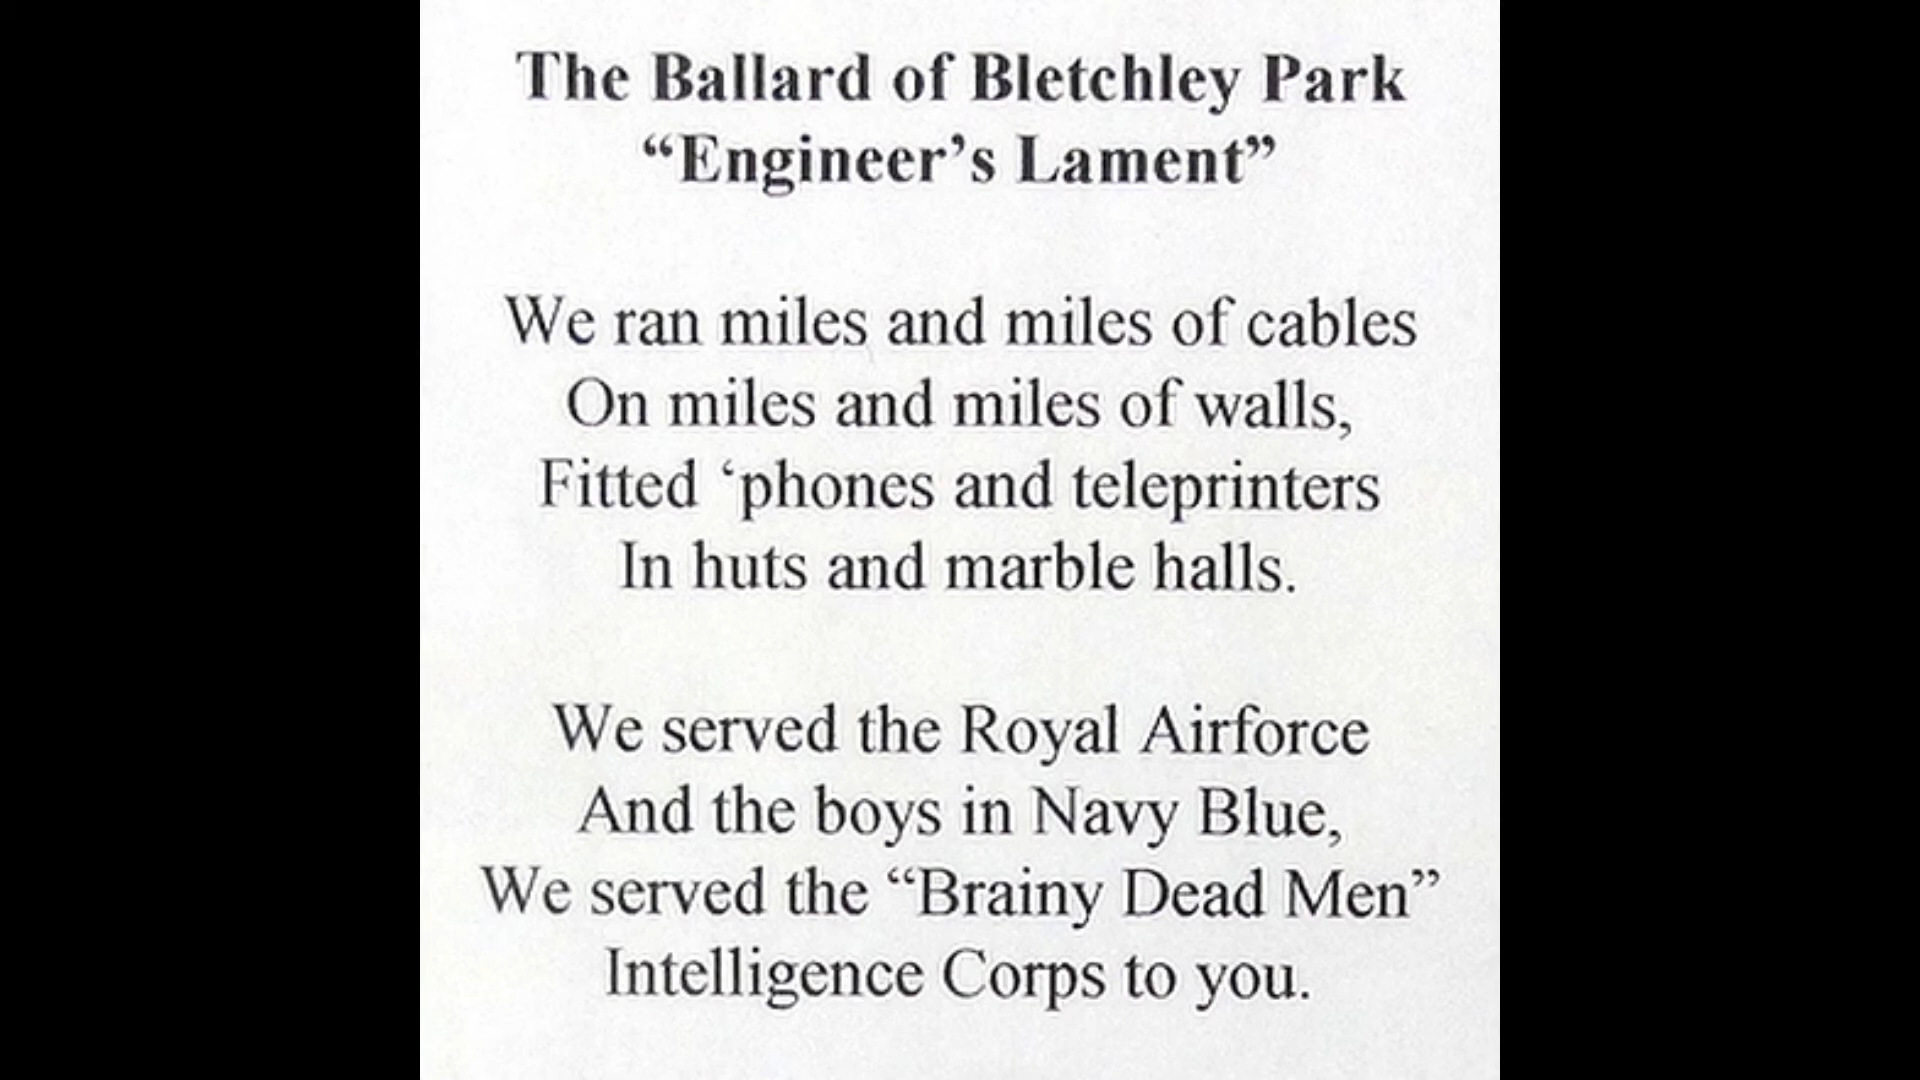 The Ballard of Bletchley Park
“Engineer’s Lament”
We ran miles and miles of cables
On miles and miles of walls,
Fitted ‘phones and teleprinters
In huts and marble halls.
We served the Royal Airforce
And the boys in Navy Blue,
We served the “Brainy Dead Men”
Intelligence Corps to you.